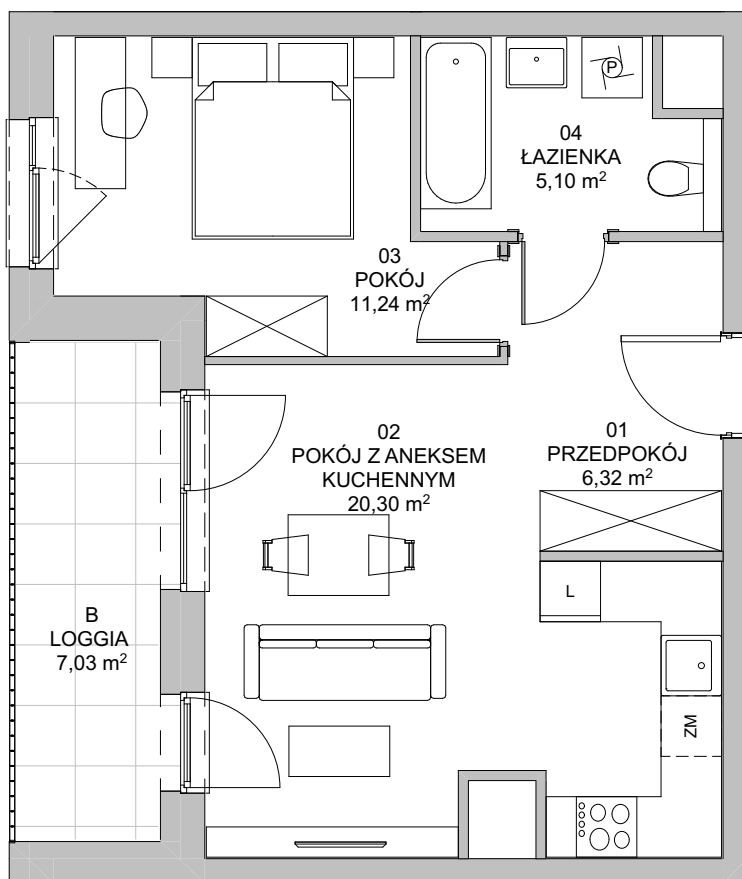 P
04
ŁAZIENKA
5,10 m²
03
POKÓJ
11,24 m²
02
POKÓJ Z ANEKSEM
KUCHENNYM
20,30 m²
01
PRZEDPOKÓJ
6,32 m²
L
B
LOGGIA
7,03 m²
ZM